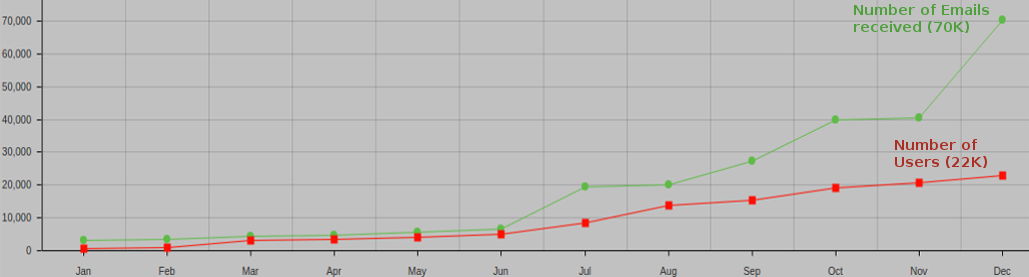 Number of Emails
received (70K)
70,000
60,000
50,000
40,000
30,000
20,000
10,000
0
Number of
Users (22K)
Jan Feb Mar Apr May Jun Jul Aug Sep Oct Nov Dec